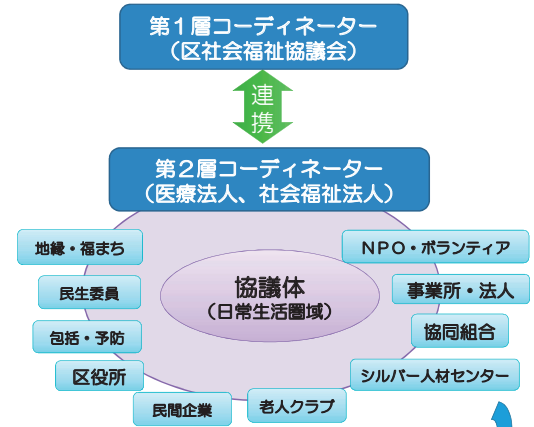 第１層コーディネーター
（区社会福祉協議会）
連
携
第２層コーディネーター
（医療法人、社会福祉法人）
地縁・福まち
ＮＰＯ・ボランティア
協議体
（日常生活圏域）
民生委員
事業所・法人
包括・予防
協同組合
区役所
シルバー人材センター
民間企業
老人クラブ